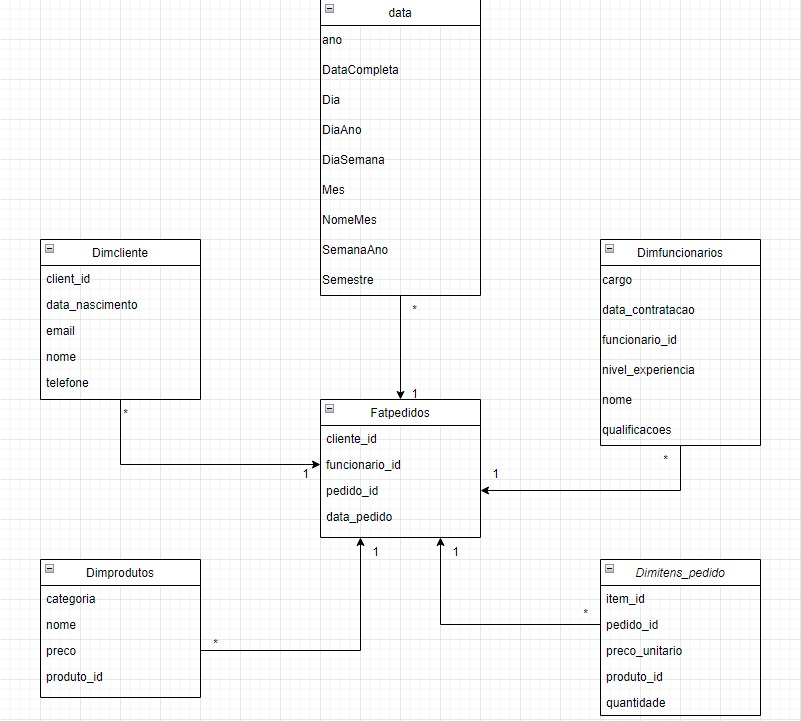 data
ano
DataCompleta
Dia
DiaAno
DiaSemana
Mes
NomeMes
SemanaAno
Semestre
*
1
Dimcliente
client_id
data_nascimento
email
nome
telefone
*
1
Dimfuncionarios
cargo
data_contratacao
funcionario_id
nivel_experiencia
nome
qualificacoes
*
1
Fatpedidos
cliente_id
funcionario_id
pedido_id
data_pedido
1
1
Dimprodutos
categoria
nome
preco
produto_id
*
Dimitens_pedido
item_id
pedido_id
preco_unitario
produto_id
quantidade
*